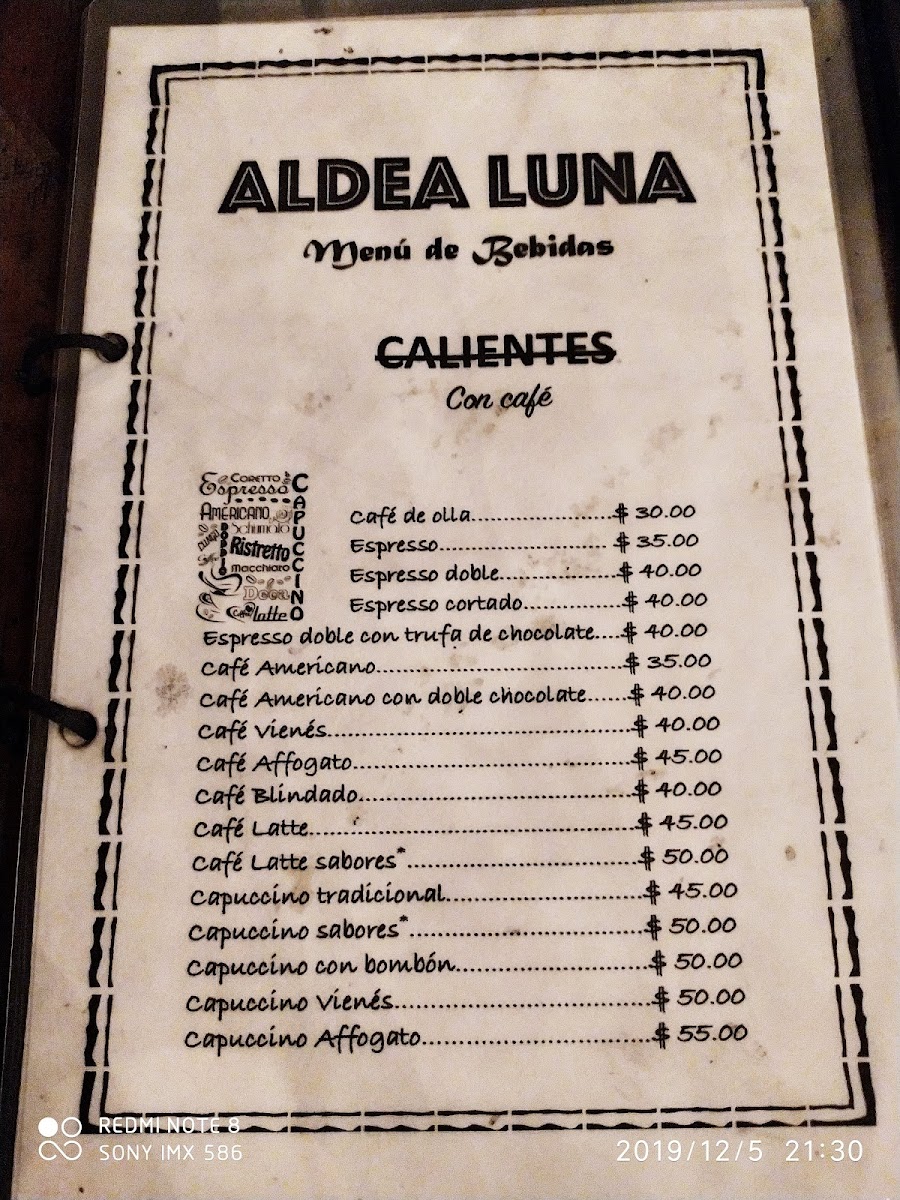 ALDEA LUNA
Menú de Bebidas
CALIENTES
Con café
CORETTO
Espresso
CAPUCCINO
AMERICANO
Ristretto
macchiato
Deca
latte
Café de olla....................$ 30.00
Espresso........................ $ 35.00
Espresso doble.................$ 40.00
Espresso cortado..............$ 40.00
Espresso doble con trufa de chocolate....$ 40.00
Café Americano...................................$ 35.00
Café Americano con doble chocolate......$ 40.00
Café Vienés...........................................$ 40.00
Café Affogato.......................................$ 45.00
Café Blindado.......................................$ 40.00
Café Latte.............................................$ 45.00
Café Latte sabores*................................$ 50.00
Capuccino tradicional...........................$ 45.00
Capuccino sabores*................................$ 50.00
Capuccino con bombón..........................$ 50.00
Capuccino Vienés...................................$ 50.00
Capuccino Affogato...............................$ 55.00
REDMI NOTE 8
SONY IMX 586
2019/12/5 21:30